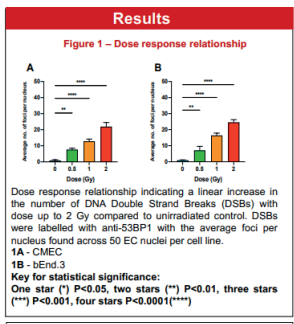 Results
Figure 1 – Dose response relationship
A
B
Average no. of foci per nucleus
50
40
30
20
10
0
****
****
**
0 0.5 1 2
Dose (Gy)
Average no. of foci per nucleus
50
40
30
20
10
0
****
****
**
0 0.5 1 2
Dose (Gy)
Dose response relationship indicating a linear increase in
the number of DNA Double Strand Breaks (DSBs) with
dose up to 2 Gy compared to unirradiated control. DSBs
were labelled with anti-53BP1 with the average foci per
nucleus found across 50 EC nuclei per cell line.
1A - CMEC
1B - bEnd.3
Key for statistical significance:
One star (*) P<0.05, two stars (**) P<0.01, three stars
(***) P<0.001, four stars P<0.0001(****)